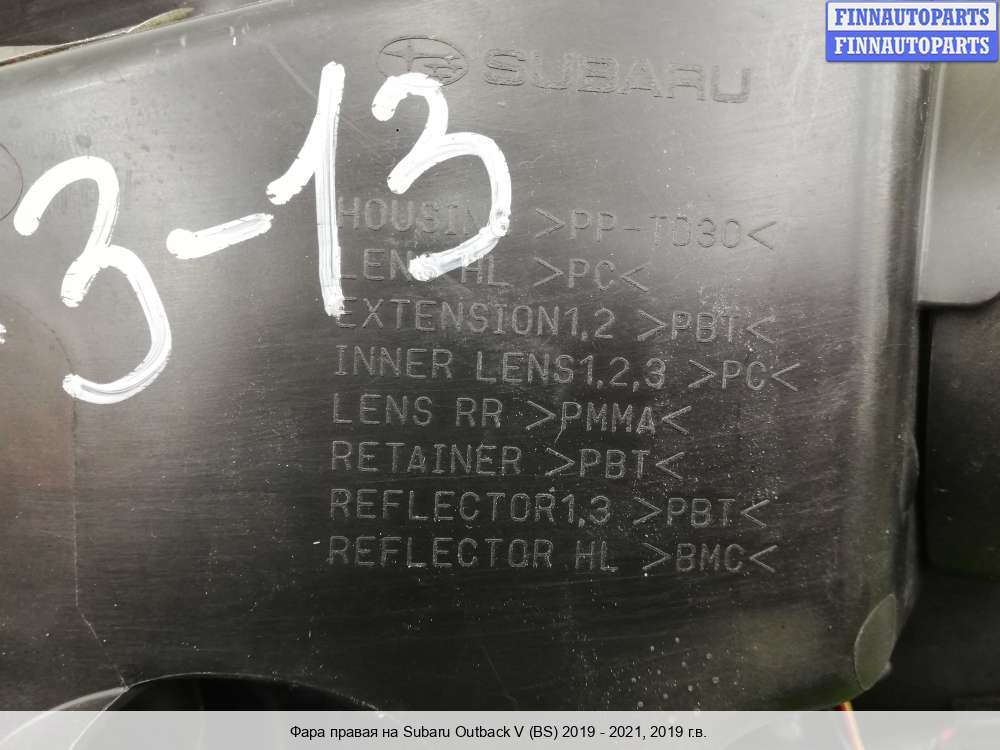 FINNAUTOPARTS
FINNAUTOPARTS
SUBARU
3-13
>PP-TD30<
LENS HL >PC<
EXTENSION1,2 >PBT<
INNER LENS1,2,3 >PC<
LENS RR >PMMA<
RETAINER >PBT<
REFLECTOR1,3 >PBT<
REFLECTOR HL >BMC<
Фара правая на Subaru Outback V (BS) 2019 - 2021, 2019 г.в.